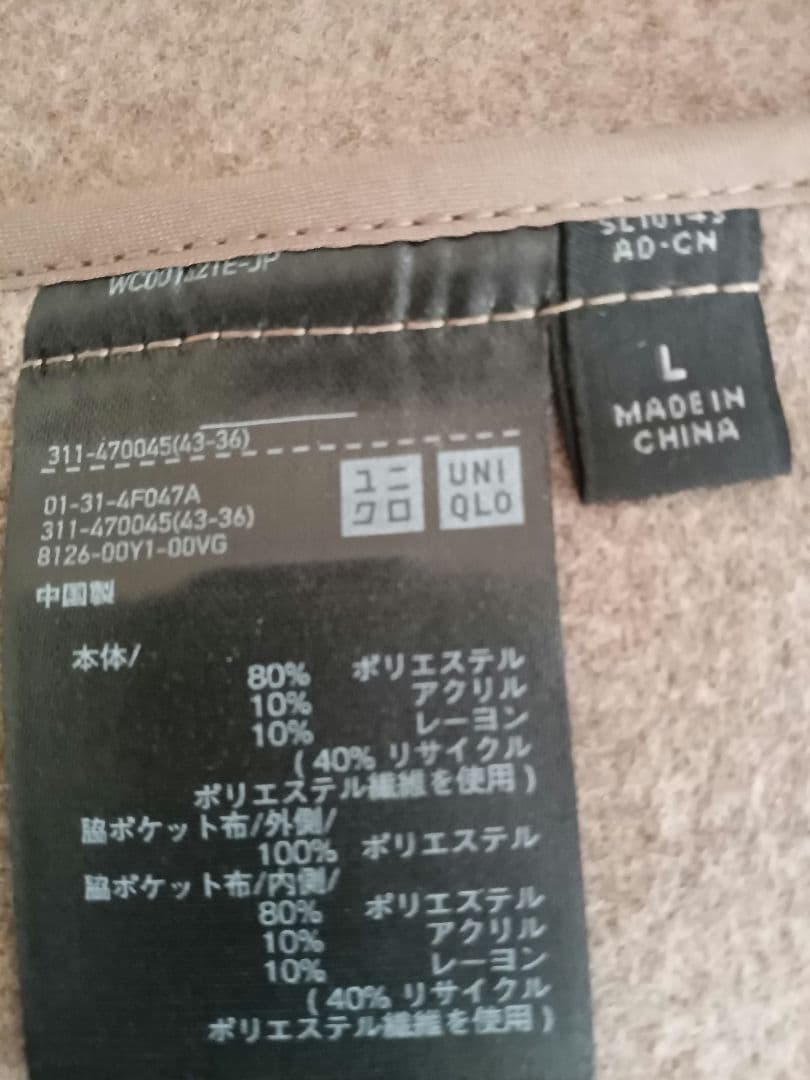 AD-CN
L
MADE IN
CHINA
311-470045(43-36)
ユニ
クロ
UNI
QLO
01-31-4F047A
311-470045(43-36)
8126-00Y1-00VG
中国製
本体/
80% ポリエステル
10% アクリル
10% レーヨン
( 40% リサイクル
ポリエステル繊維を使用 )
脇ポケット布/外側/
100% ポリエステル
脇ポケット布/内側/
80% ポリエステル
10% アクリル
10% レーヨン
( 40% リサイクル
ポリエステル繊維を使用 )